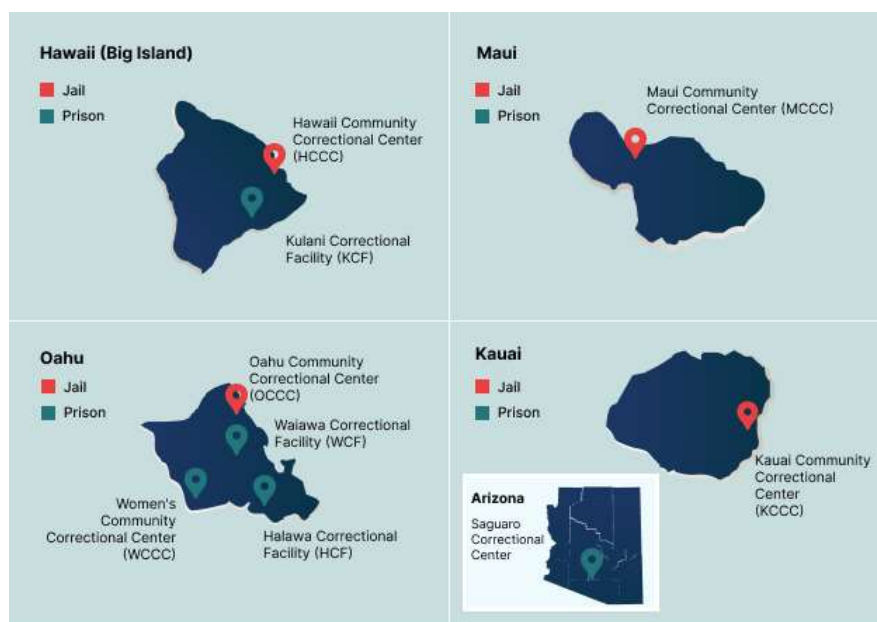 Hawaii (Big Island)
Jail
Prison
Hawaii Community
Correctional Center
(HCCC)
Kulani Correctional
Facility (KCF)
Maui
Jail
Prison
Maui Community
Correctional Center (MCCC)
Oahu
Jail
Prison
Oahu Community
Correctional Center
(OCCC)
Waiawa Correctional
Facility (WCF)
Women's
Community
Correctional Center
(WCCC)
Halawa Correctional
Facility (HCF)
Kauai
Jail
Prison
Kauai Community
Correctional
Center
(KCCC)
Arizona
Saguaro
Correctional
Center